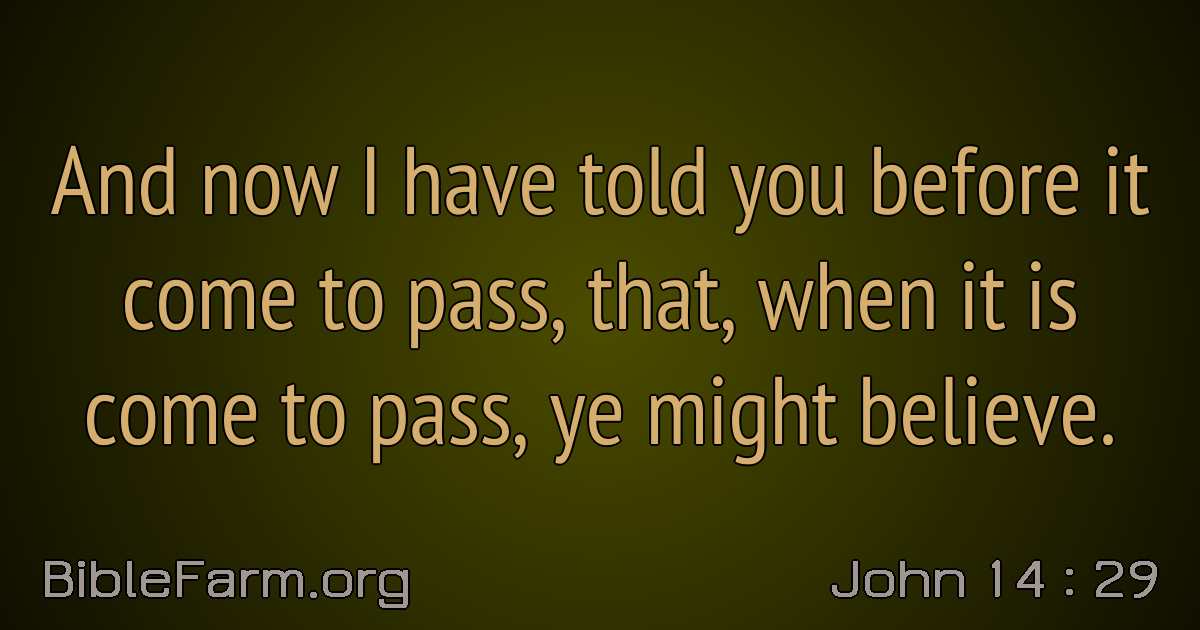 And now I have told you before it
come to pass, that, when it is
come to pass, ye might believe.
BibleFarm.org
John 14 : 29